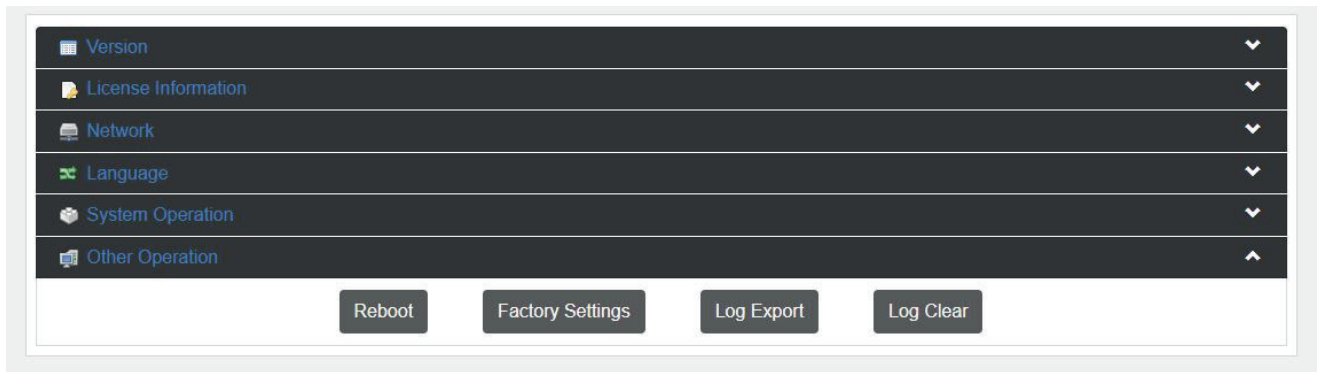 Version
License Information
Network
Language
System Operation
Other Operation
Reboot Factory Settings Log Export Log Clear